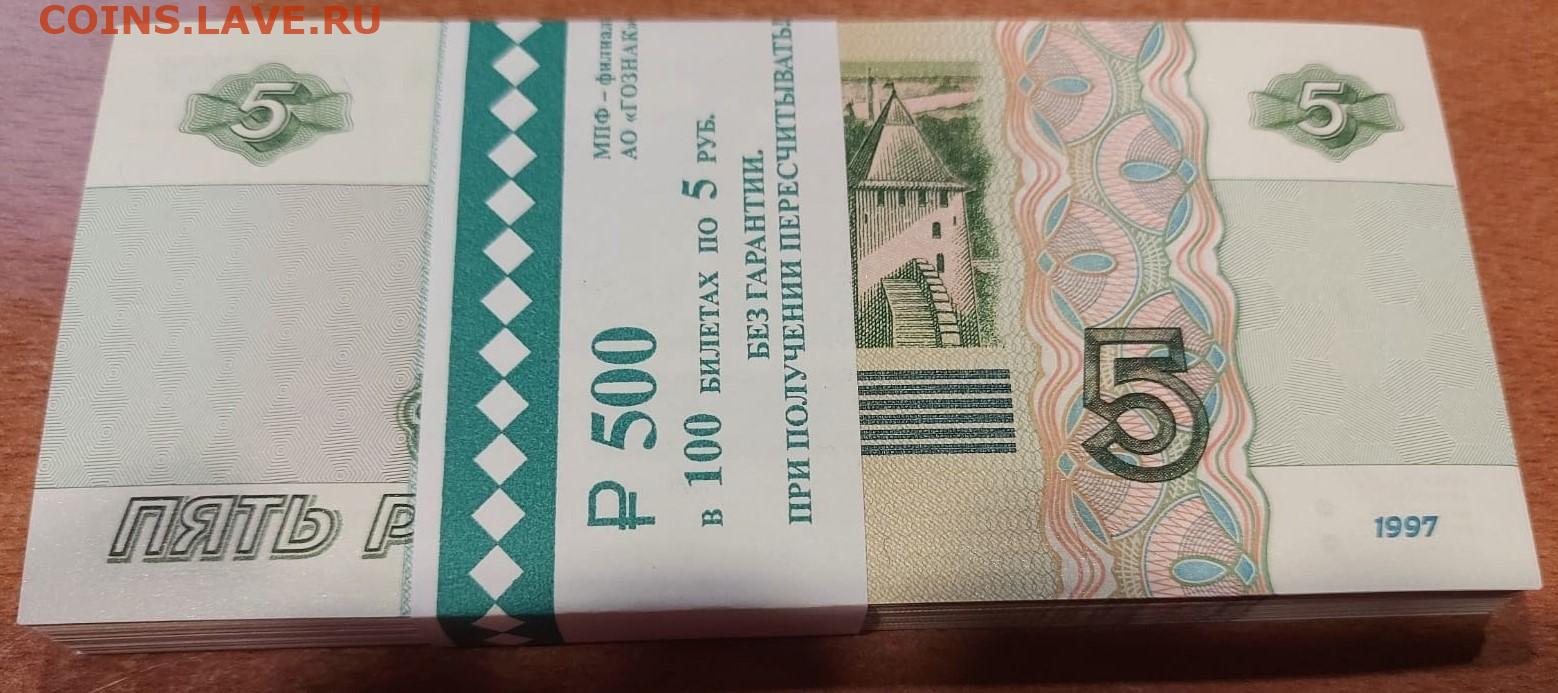 COINS.LAVE.RU
5
5
МПФ – филиал
АО «ГОЗНАК»
₽ 500
в 100 БИЛЕТАХ ПО 5 РУБ.
БЕЗ ГАРАНТИИ.
ПРИ ПОЛУЧЕНИИ ПЕРЕСЧИТЫВАТЬ!
5
ПЯТЬ Р
1997